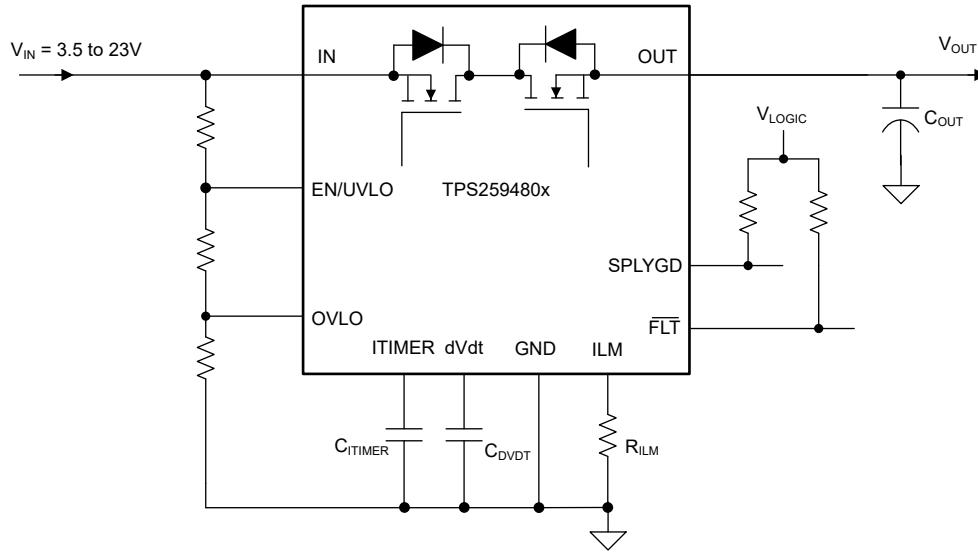 V_IN = 3.5 to 23V
IN
OUT
V_OUT
V_LOGIC
C_OUT
EN/UVLO
TPS259480x
SPLYGD
OVLO
FLT
ITIMER dVdt GND ILM
C_ITIMER
C_DVDT
R_ILM